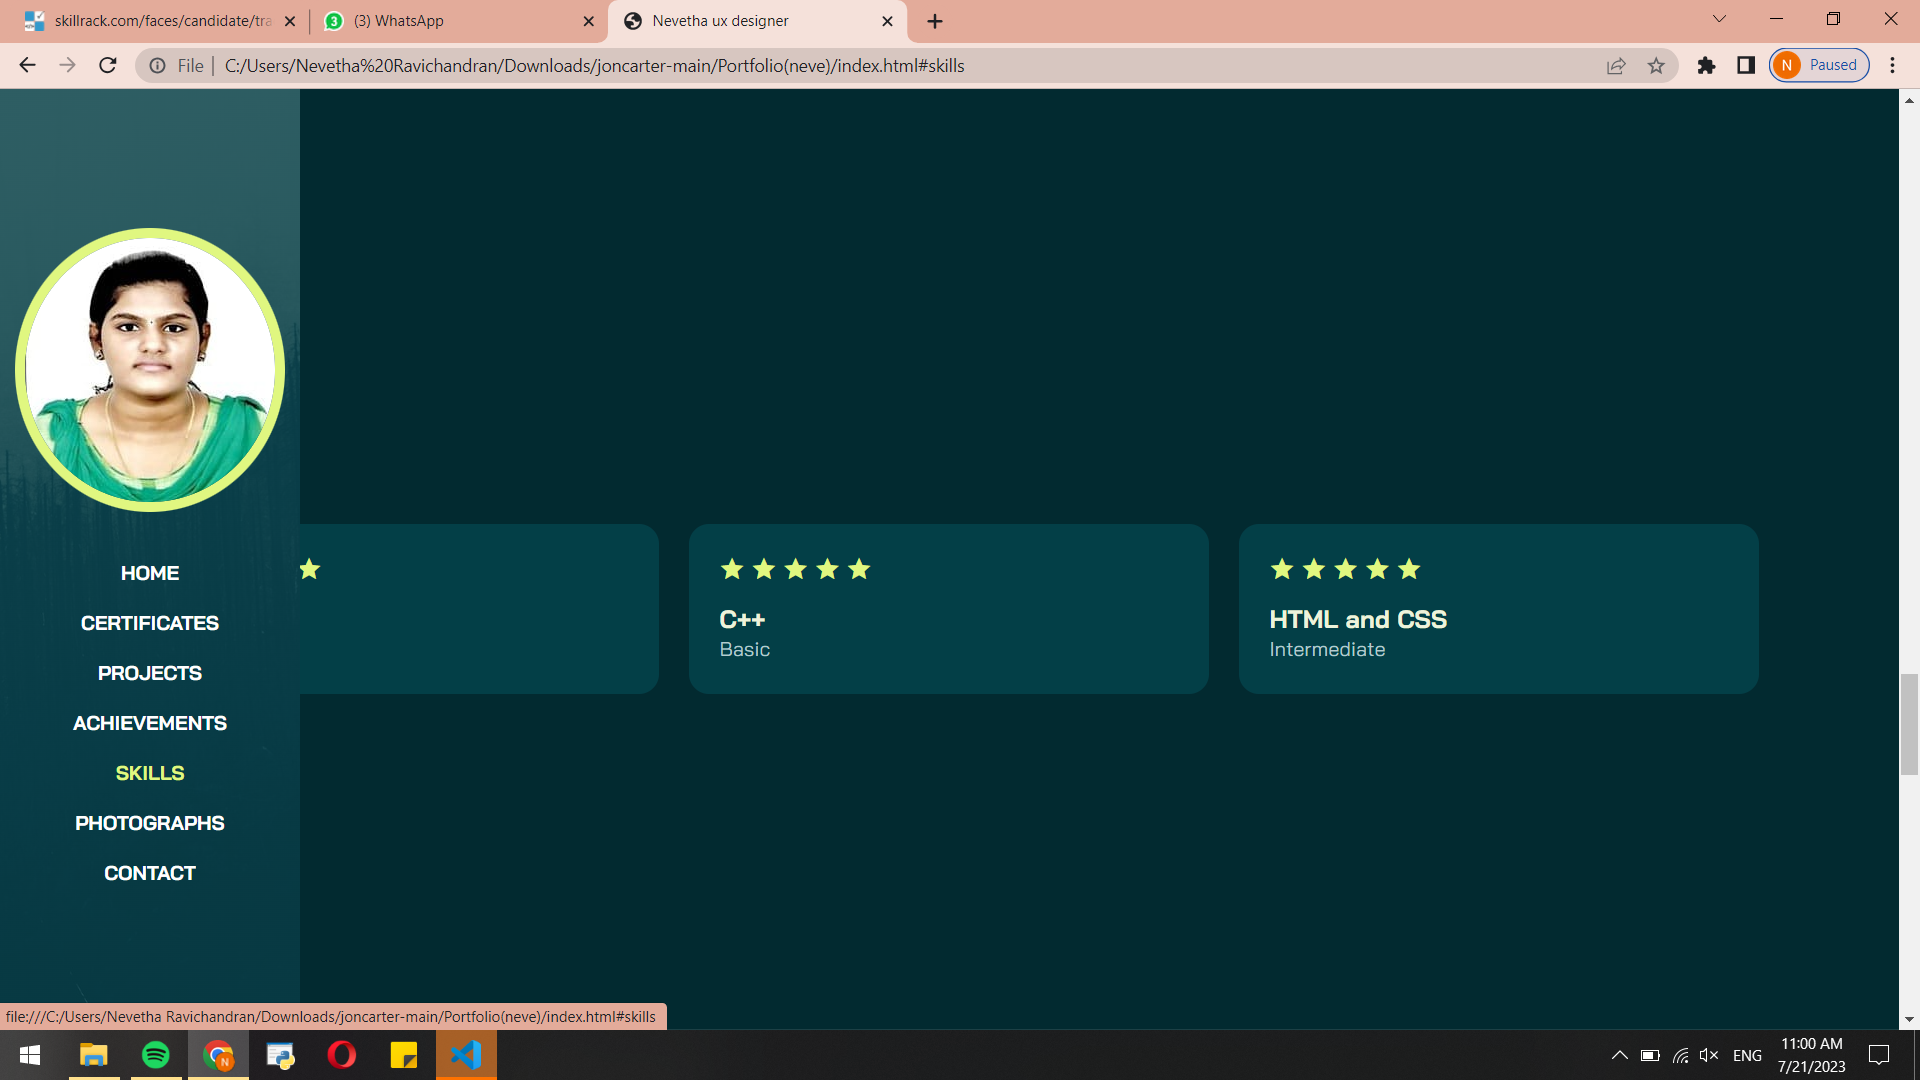 skillrack.com/faces/candidate/tra
(3) WhatsApp
Nevetha ux designer
File
C:/Users/Nevetha%20Ravichandran/Downloads/joncarter-main/Portfolio(neve)/index.html#skills
N
Paused
HOME
CERTIFICATES
PROJECTS
ACHIEVEMENTS
SKILLS
PHOTOGRAPHS
CONTACT
C++
Basic
HTML and CSS
Intermediate
file:///C:/Users/Nevetha Ravichandran/Downloads/joncarter-main/Portfolio(neve)/index.html#skills
N
ENG
11:00 AM
7/21/2023